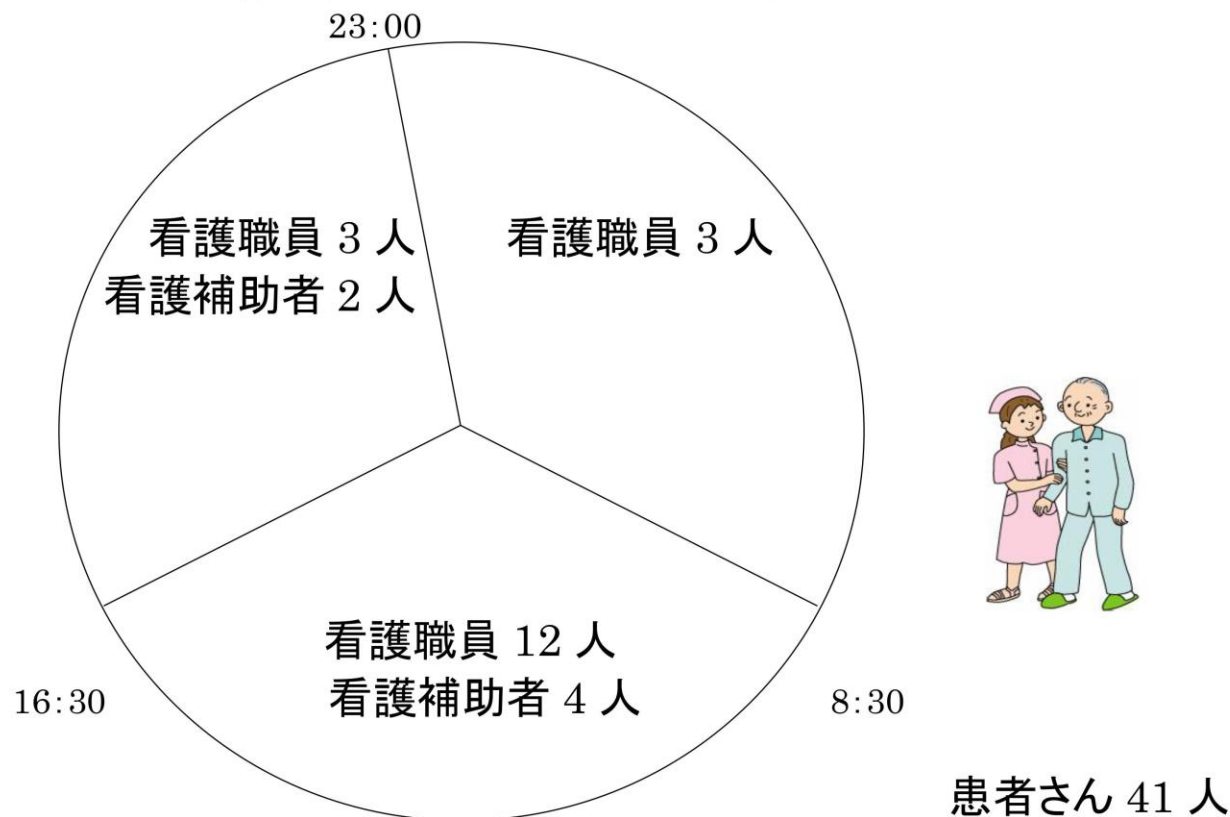 23:00
看護職員 3 人
看護補助者 2 人
看護職員 3 人
看護職員 12 人
看護補助者 4 人
16:30
8:30
患者さん 41 人